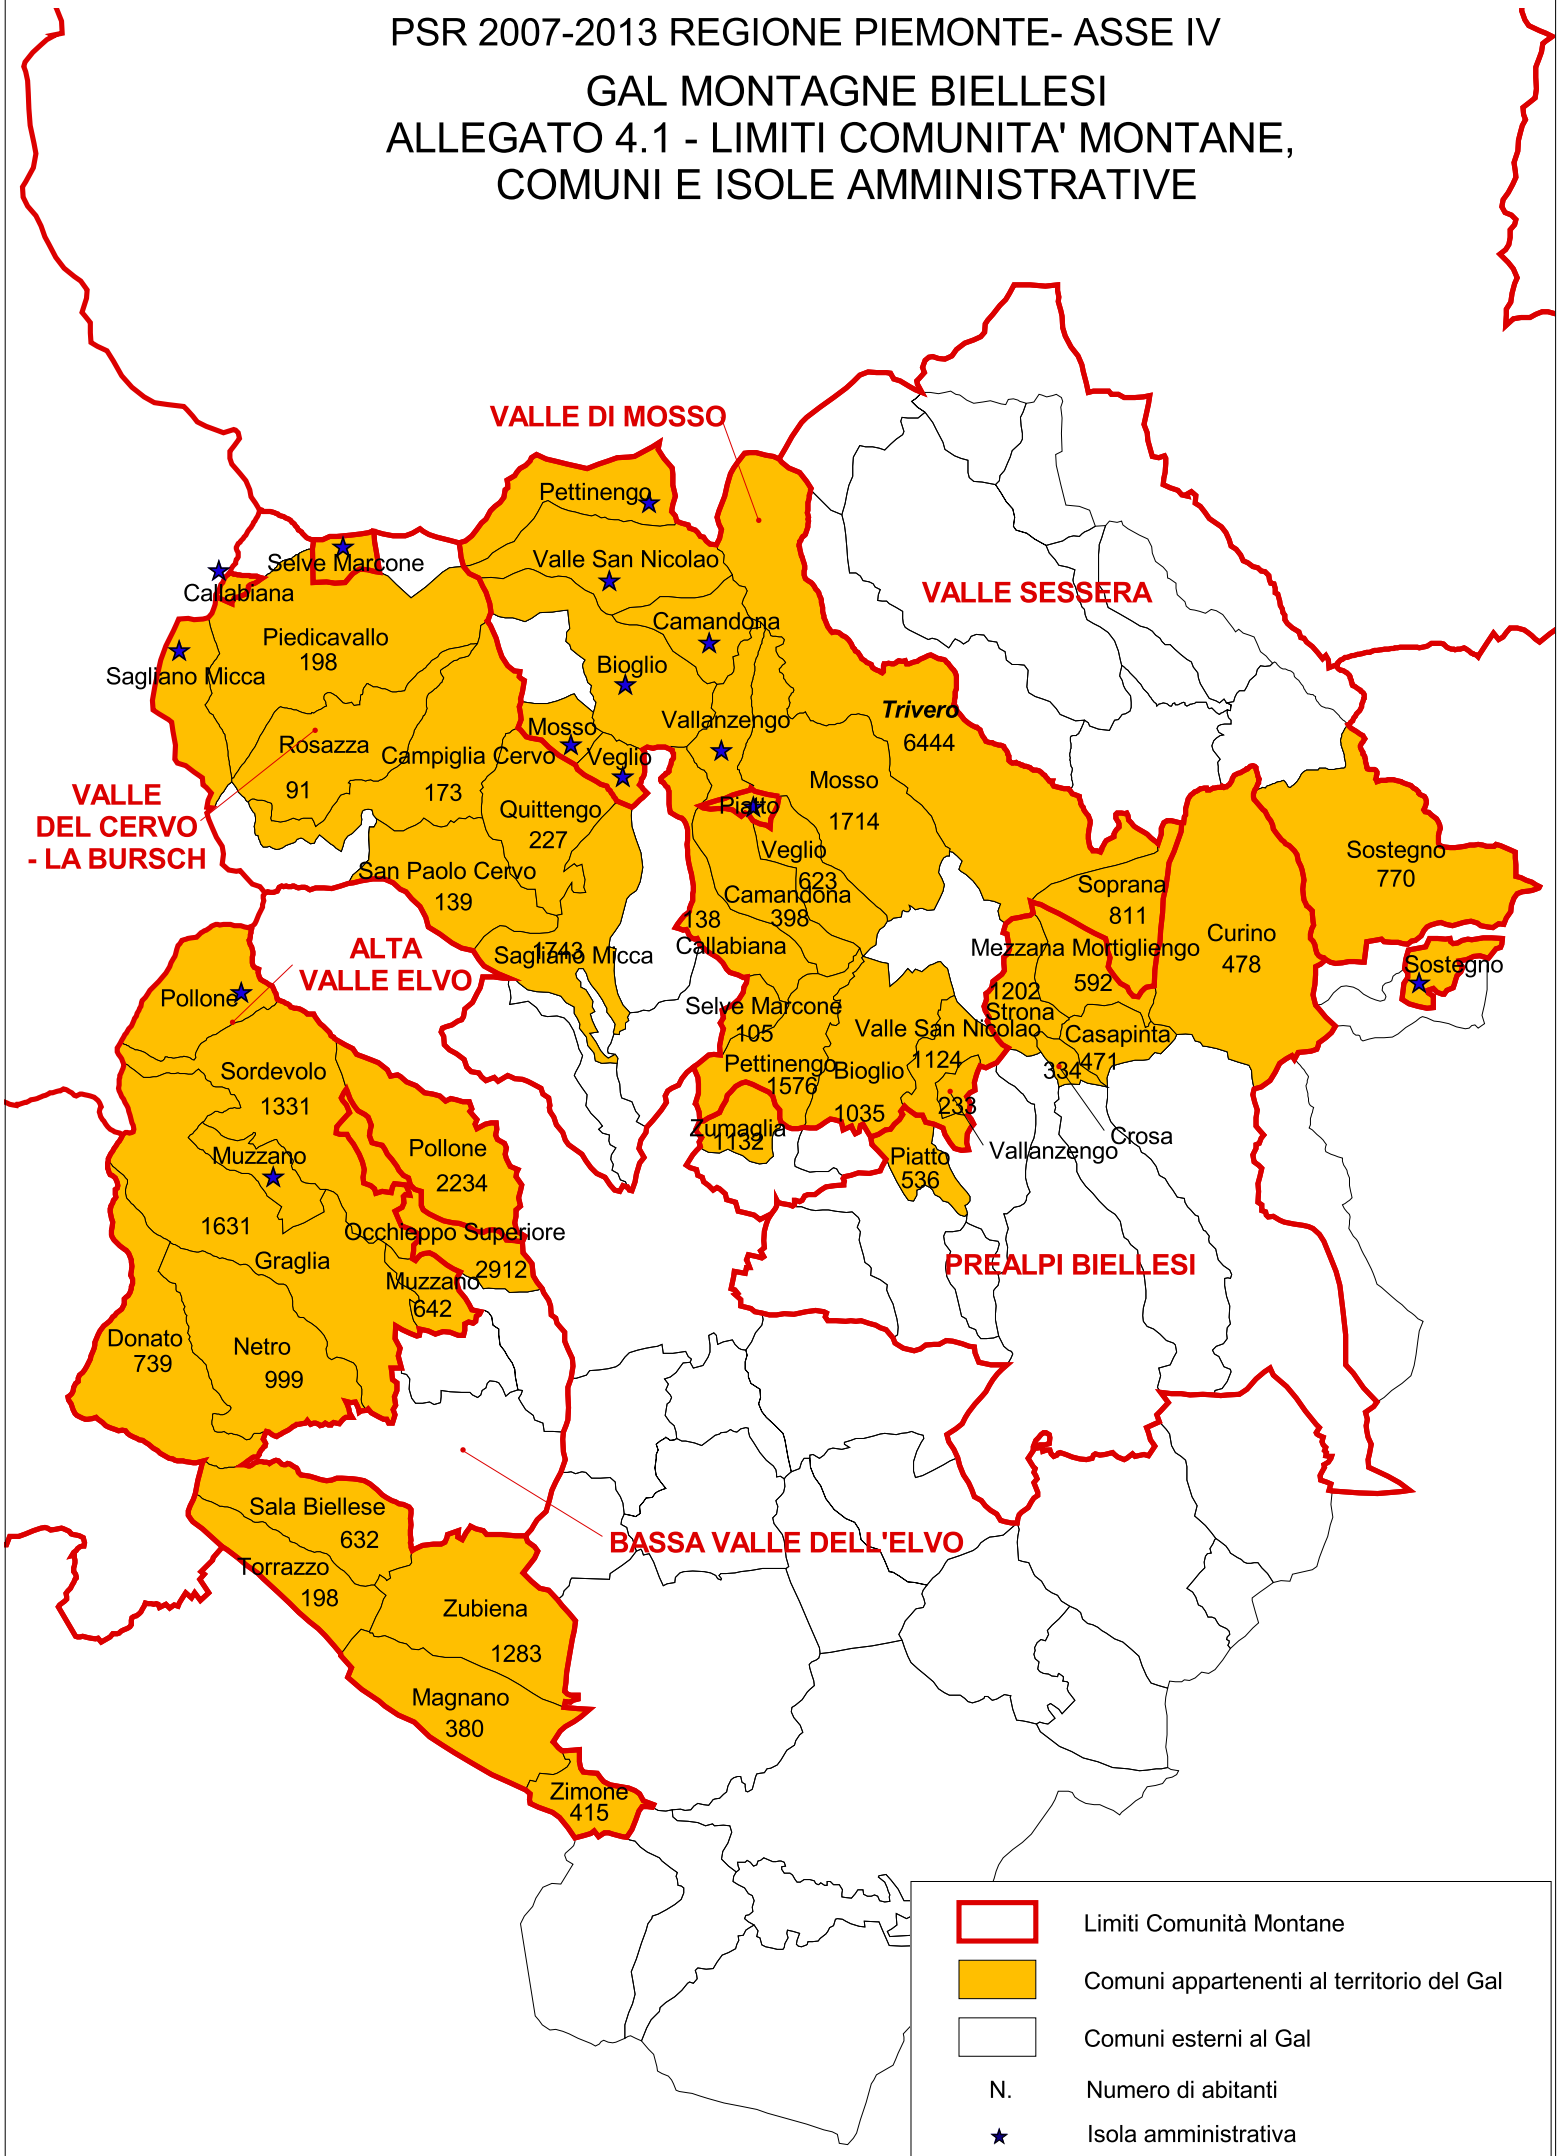 PSR 2007-2013 REGIONE PIEMONTE- ASSE IV
GAL MONTAGNE BIELLESI
ALLEGATO 4.1 - LIMITI COMUNITA' MONTANE,
COMUNI E ISOLE AMMINISTRATIVE
VALLE DI MOSSO
Pettinengo
Valle San Nicolao
Selve Marcone
Callabiana
VALLE SESSERA
Camandona
Piedicavallo
198
Bioglio
Sagliano Micca
Trivero
6444
Vallanzengo
Mosso
Rosazza
91
Campiglia Cervo
173
Veglio
Mosso
1714
VALLE
DEL CERVO
- LA BURSCH
Quittengo
227
Piatto
Veglio
623
Sostegno
770
San Paolo Cervo
139
Camandona
398
Soprana
811
138
Callabiana
Curino
478
ALTA
VALLE ELVO
1743
Sagliano Micca
Mezzana Mortigliengo
592
Sostegno
Pollone
1202
Strona
Selve Marcone
105
Valle San Nicolao
1124
Casapinta
471
Sordevolo
1331
Pettinengo
1576
Bioglio
1035
334
233
Zumaglia
1132
Vallanzengo
Crosa
Muzzano
Pollone
2234
Piatto
536
1631
Graglia
Occhieppo Superiore
2912
PREALPI BIELLESI
Muzzano
642
Donato
739
Netro
999
Sala Biellese
632
BASSA VALLE DELL'ELVO
Torrazzo
198
Zubiena
1283
Magnano
380
Zimone
415
Limiti Comunità Montane
Comuni appartenenti al territorio del Gal
Comuni esterni al Gal
N. Numero di abitanti
Isola amministrativa